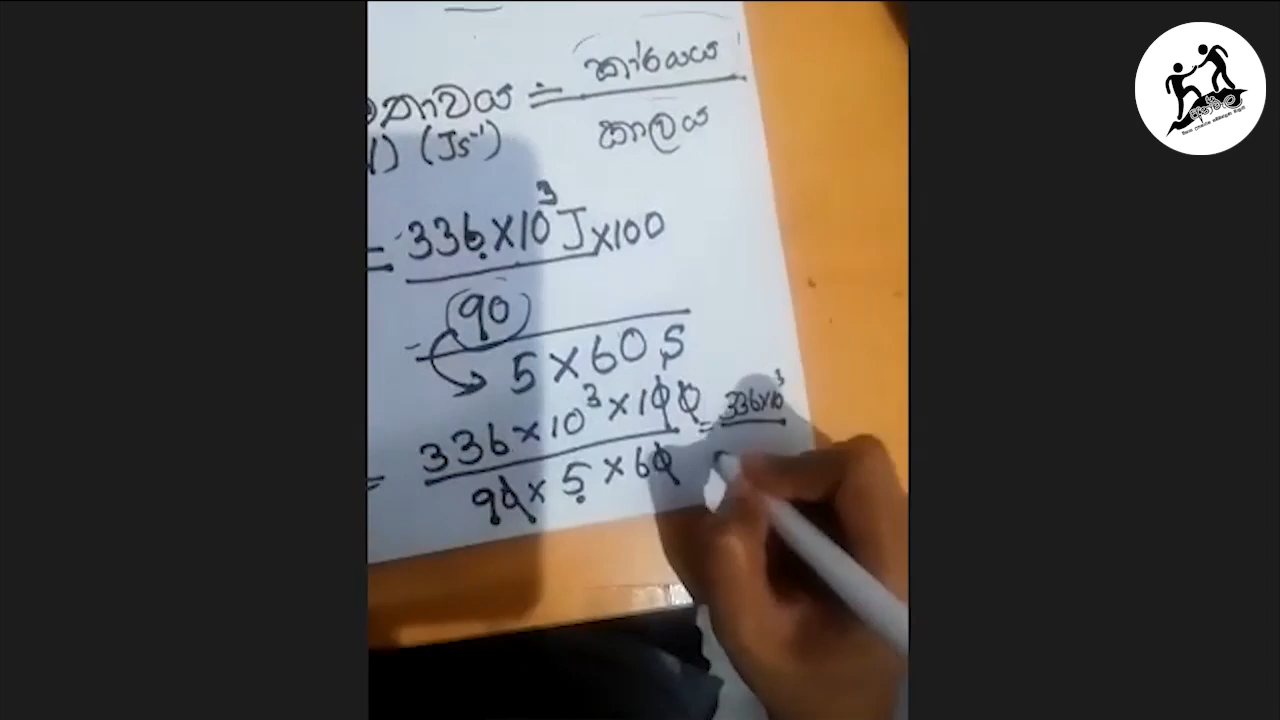 කාර්යය
ක්‍ෂමතාවය =
කාලය
(Js⁻¹)
= 336×10³J×100
90
5×60 s
= 336×10³×100 = 336×10³
90×5×60